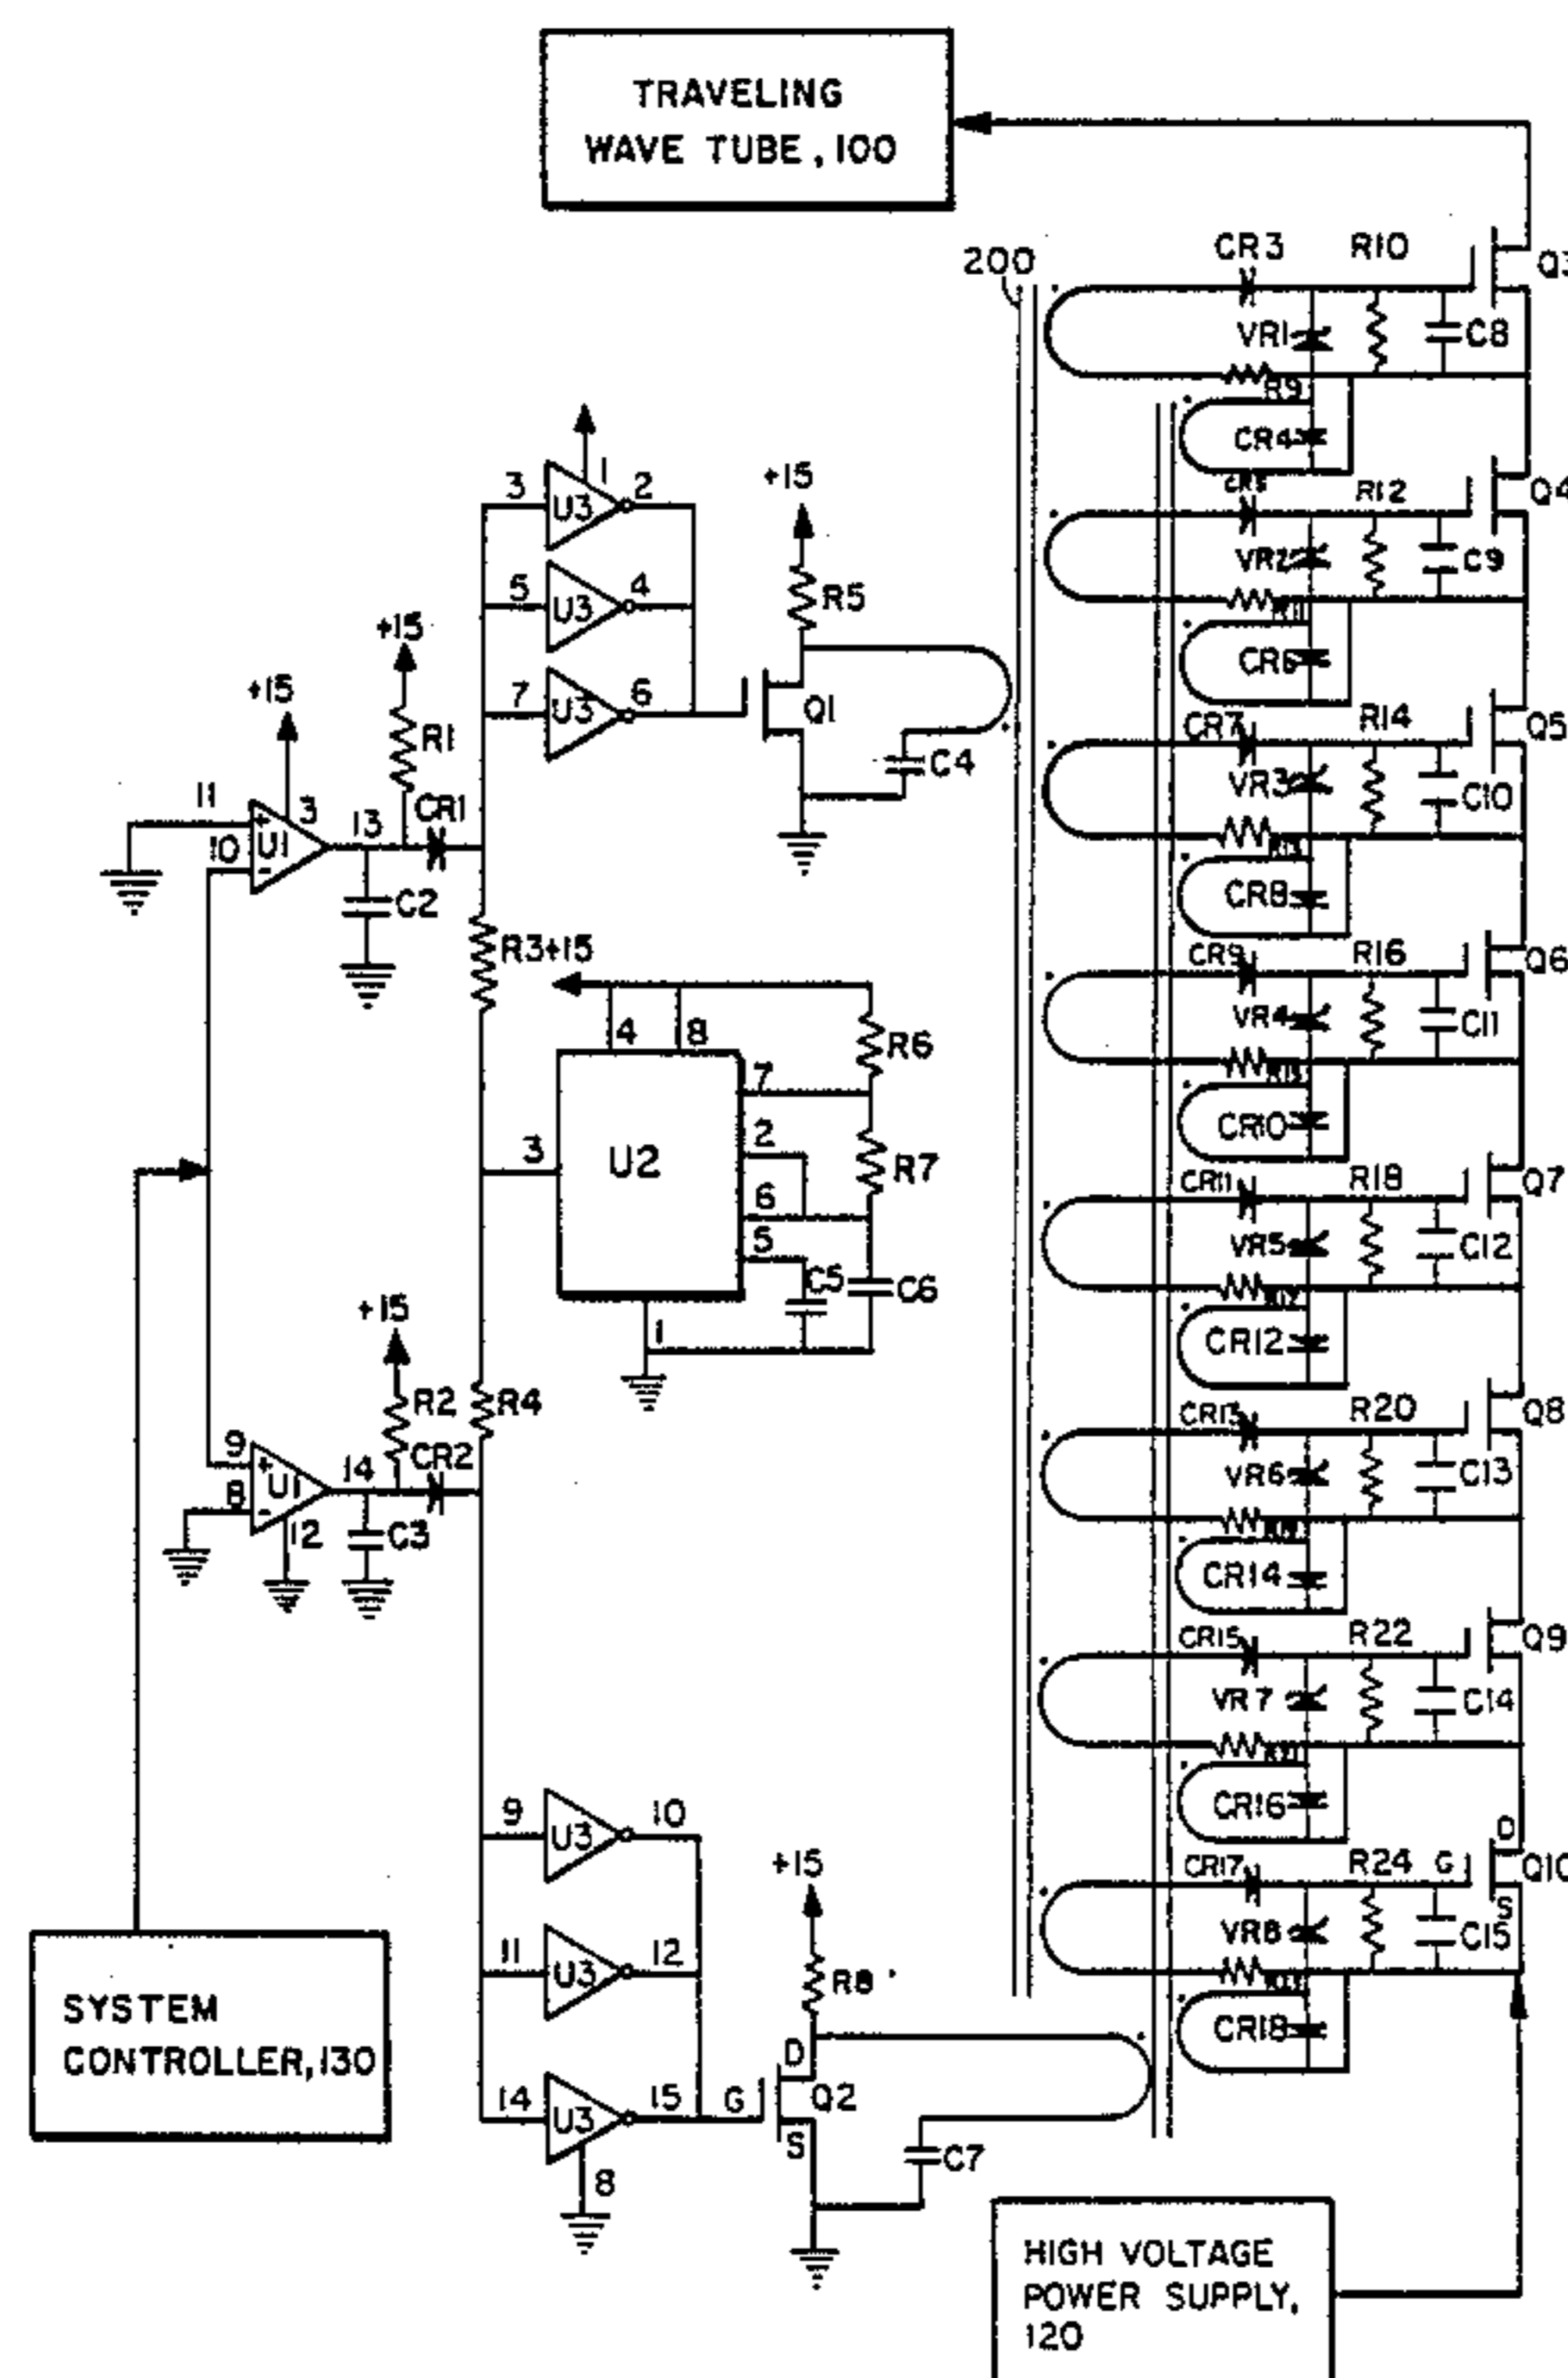 TRAVELING
WAVE TUBE, 100
200
CR3
R10
VR1
C8
R9
CR4
R12
Q4
VR2
C9
R11
CR6
CR7
R14
Q5
VR3
C10
CR8
CR9
R16
Q6
VR4
C11
CR10
CR11
R18
Q7
VR5
C12
CR12
CR13
R20
Q8
VR6
C13
CR14
CR15
R22
Q9
VR7
C14
CR16
CR17
R24
G
D
S
Q10
VR8
C15
CR18
3
U3
1
2
5
U3
4
7
U3
6
+15
R5
Q1
C4
+15
R1
+15
11
10
+
-
U1
3
13
CR1
C2
R3
+15
4
8
R6
7
2
6
5
3
U2
R7
C5
C6
1
+15
R2
R4
CR2
9
8
+
-
U1
14
12
C3
9
U3
10
11
U3
12
14
U3
15
8
+15
R8
G
D
S
Q2
C7
SYSTEM
CONTROLLER, 130
HIGH VOLTAGE
POWER SUPPLY,
120